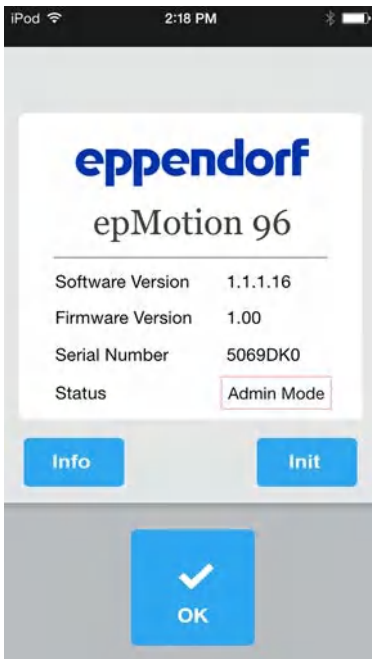 iPod 2:18 PM
eppendorf
epMotion 96
Software Version 1.1.1.16
Firmware Version 1.00
Serial Number 5069DK0
Status Admin Mode
Info Init
OK